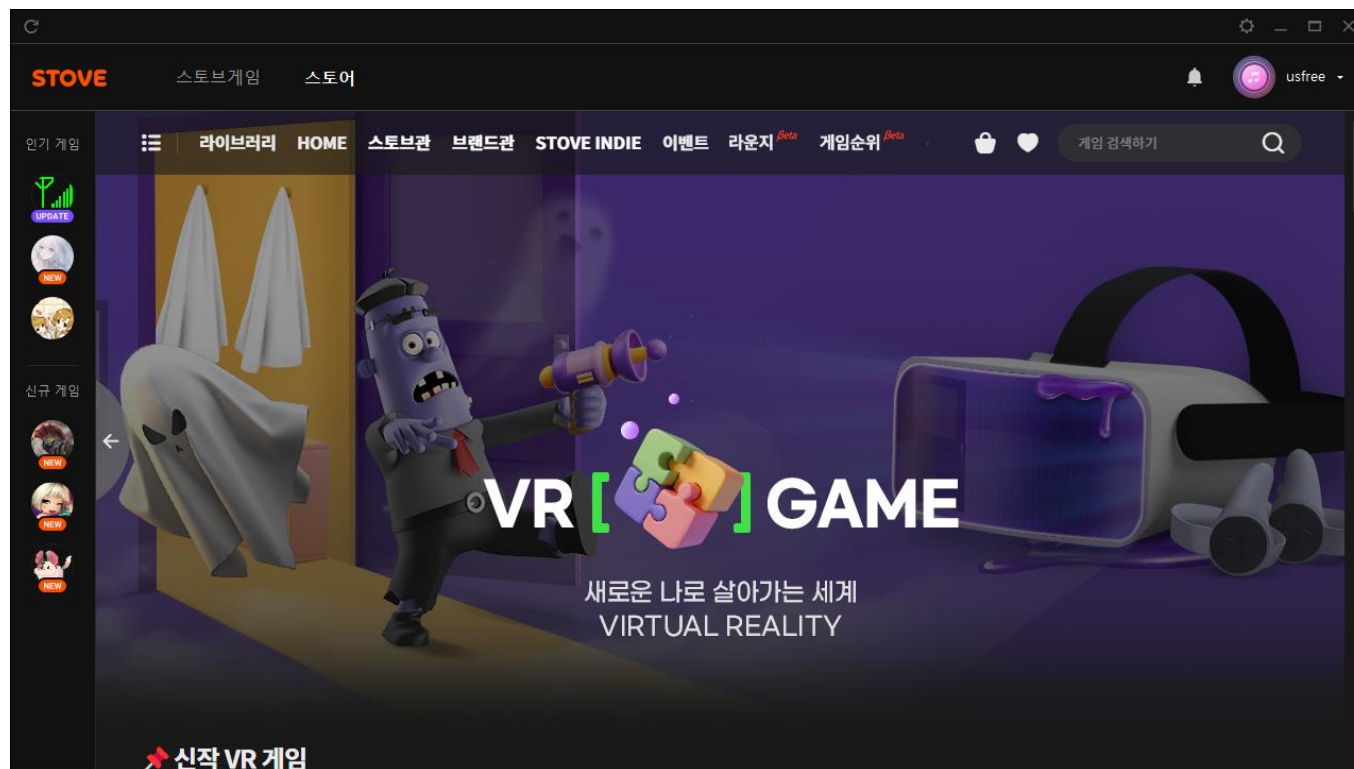 STOVE 스토브게임 스토어 usfree
인기 게임
UPDATE
NEW
신규 게임
NEW
NEW
NEW
라이브러리 HOME 스토브관 브랜드관 STOVE INDIE 이벤트 라운지 Beta 게임순위 Beta 게임 검색하기
VR [ ] GAME
새로운 나로 살아가는 세계
VIRTUAL REALITY
신작 VR 게임